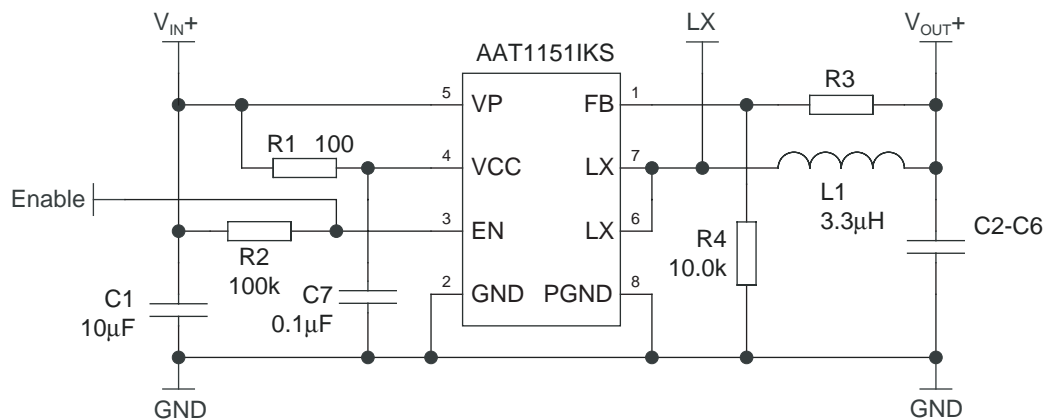 VIN+
LX
VOUT+
AAT1151IKS
5 VP
FB 1
R3
R1 100
4 VCC
LX 7
Enable
L1
3.3μH
3 EN
LX 6
C2-C6
R2
100k
R4
10.0k
2 GND
PGND 8
C1
10μF
C7
0.1μF
GND
GND